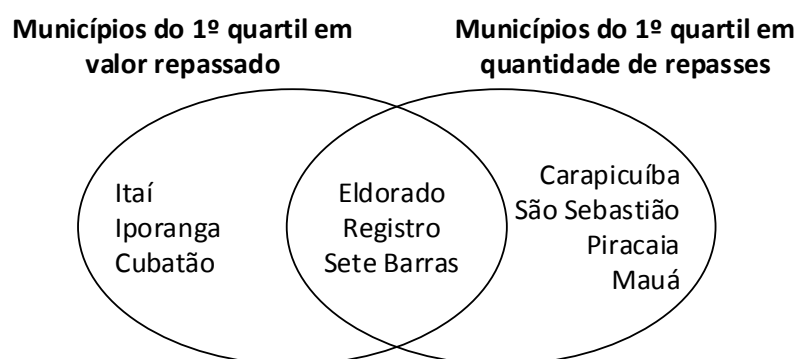 Municípios do 1º quartil em
valor repassado
Municípios do 1º quartil em
quantidade de repasses
Itaí
Iporanga
Cubatão
Eldorado
Registro
Sete Barras
Carapicuíba
São Sebastião
Piracaia
Mauá